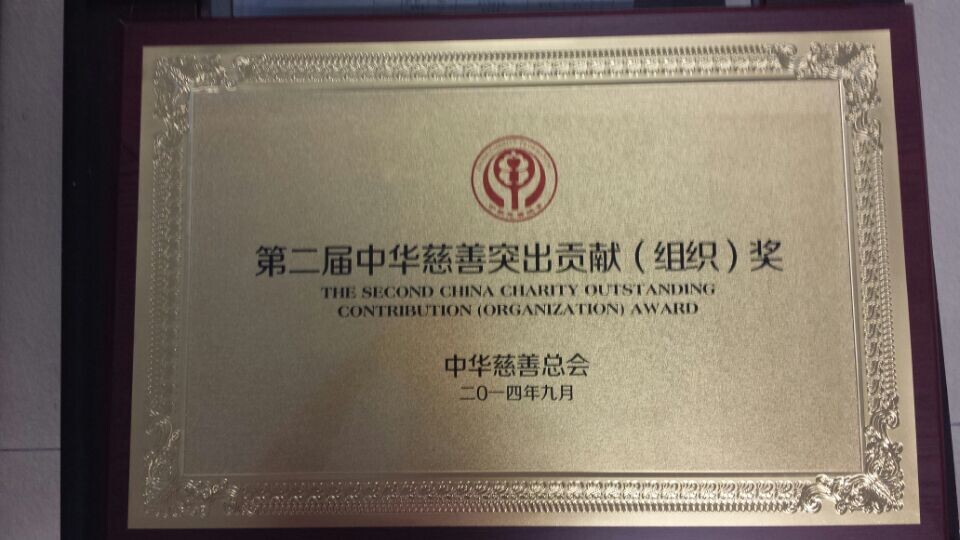 第二届中华慈善突出贡献（组织）奖
THE SECOND CHINA CHARITY OUTSTANDING
CONTRIBUTION (ORGANIZATION) AWARD
中华慈善总会
二〇一四年九月